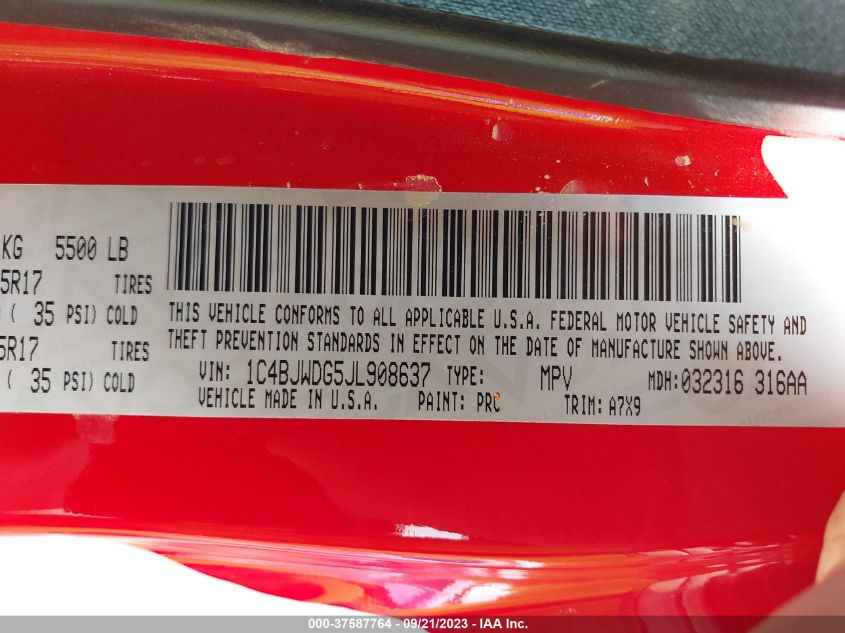 KG 5500 LB
5R17 TIRES
( 35 PSI) COLD
5R17 TIRES
( 35 PSI) COLD
THIS VEHICLE CONFORMS TO ALL APPLICABLE U.S.A. FEDERAL MOTOR VEHICLE SAFETY AND
THEFT PREVENTION STANDARDS IN EFFECT ON THE DATE OF MANUFACTURE SHOWN ABOVE.
VIN: 1C4BJWDG5JL908637 TYPE: MPV MDH:032316 316AA
VEHICLE MADE IN U.S.A. PAINT: PRC TRIM: A7X9
000-37587764 - 09/21/2023 - IAA Inc.